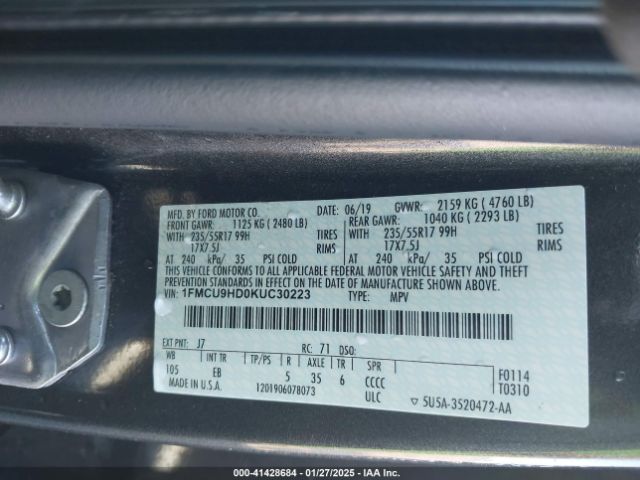 MFD. BY FORD MOTOR CO. DATE: 06/19 GVWR: 2159 KG ( 4760 LB)
FRONT GAWR: 1125 KG ( 2480 LB) REAR GAWR: 1040 KG ( 2293 LB)
WITH 235/55R17 99H TIRES WITH 235/55R17 99H TIRES
17X7.5J RIMS 17X7.5J RIMS
AT 240 kPa/ 35 PSI COLD AT 240 kPa/ 35 PSI COLD
THIS VEHICLE CONFORMS TO ALL APPLICABLE FEDERAL MOTOR VEHICLE SAFETY AND THEFT
PREVENTION STANDARDS IN EFFECT ON THE DATE OF MANUFACTURE SHOWN ABOVE.
VIN: 1FMCU9HD0KUC30223 TYPE: MPV
EXT PNT: J7 RC: 71 DSO:
WB INT TR TP/PS R AXLE TR SPR F0114
105 EB 5 35 6 CCCC T0310
MADE IN U.S.A. 1201906078073 ULC 5U5A-3S20472-AA
000-41428684 - 01/27/2025 - IAAI.COM